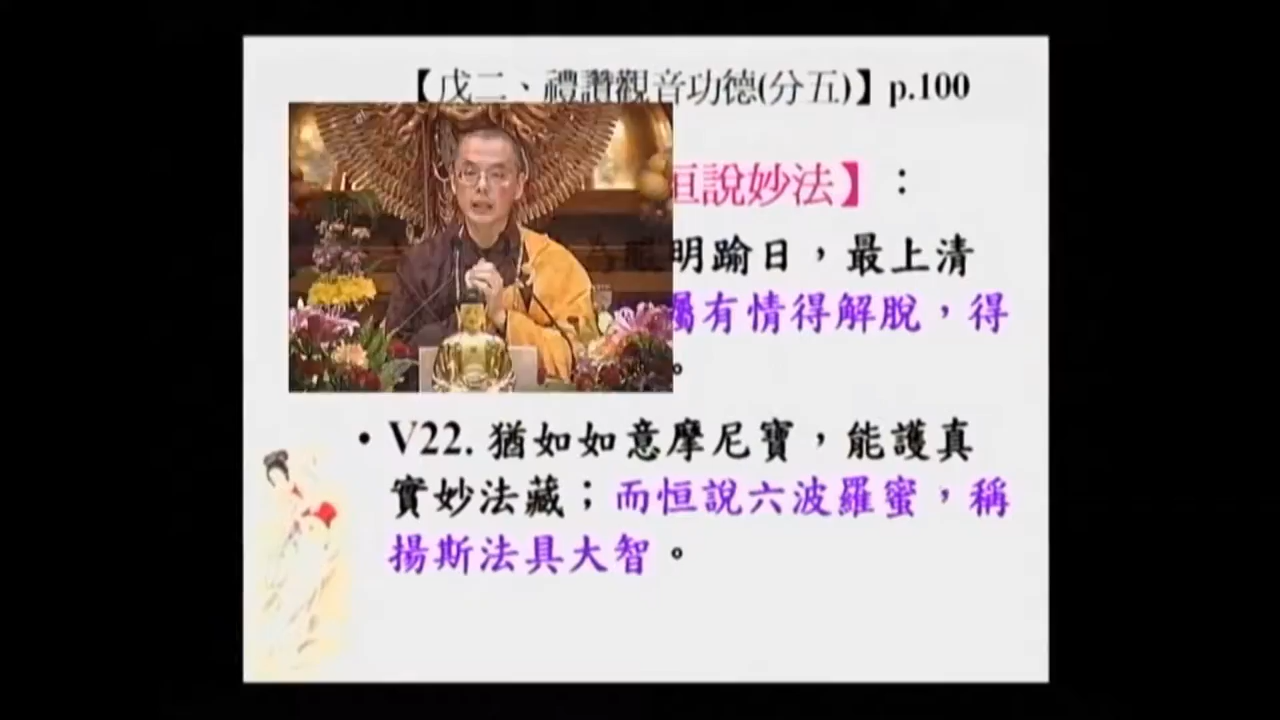 【戊二、禮讚觀音功德(分五)】p.100
恒說妙法】：
明踰日，最上清
屬有情得解脫，得
。
• V22. 猶如如意摩尼寶，能護真
實妙法藏；而恒說六波羅蜜，稱
揚斯法具大智。